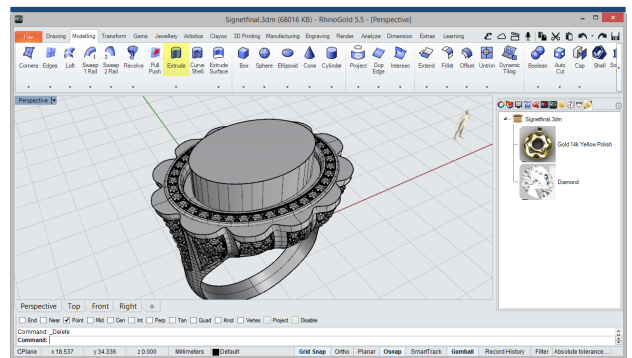 Signetfinal.3dm (68016 KB) - RhinoGold 5.5 - [Perspective]
File Drawing Modelling Transform Gems Jewellery Artistics Clayoo 3D Printing Manufacturing Engraving Render Analyze Dimension Extras Learning
Corners Edges Loft Sweep 1 Rail Sweep 2 Rail Revolve Pull Push Extrude Curve Shell Extrude Surface Box Sphere Ellipsoid Cone Cylinder Project Dup Edge Intersec Extend Fillet Offset Untrim Dynamic Tiling Boolean Auto Cut Cap Shell
Perspective
Signetfinal.3dm
Gold 14k Yellow Polish
Diamond
Perspective Top Front Right
End Near Point Mid Cen Int Perp Tan Quad Knot Vertex Project Disable
Command: _Delete
Command:
CPlane x 18.537 y 34.336 z 0.000 Millimeters Default Grid Snap Ortho Planar Osnap SmartTrack Gumball Record History Filter Absolute tolerance:...